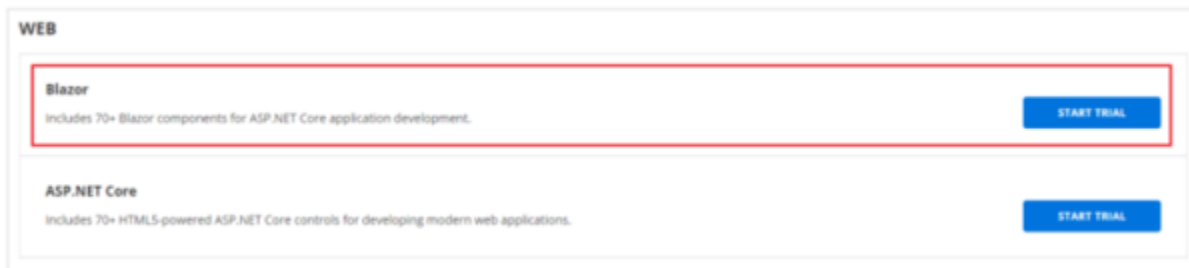 WEB
Blazor
Includes 70+ Blazor components for ASP.NET Core application development.
START TRIAL
ASP.NET Core
Includes 70+ HTML5-powered ASP.NET Core controls for developing modern web applications.
START TRIAL